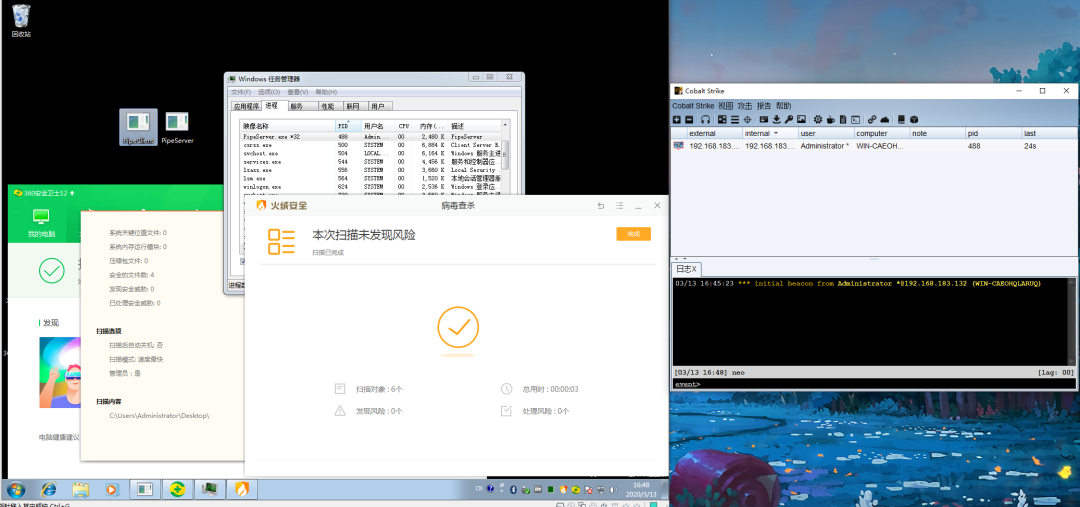 回收站
PipeClient
PipeServer
Windows 任务管理器
文件(F) 选项(O) 查看(V) 帮助(H)
应用程序 进程 服务 性能 联网 用户
映像名称 PID 用户名 CPU 内存(... 描述
PipeServer.exe *32 488 Admin... 00 2,480 K PipeServer
csrss.exe 500 SYSTEM 00 6,884 K Client Server R.
svchost.exe 504 LOCAL. 00 6,164 K Windows 服务主进
services.exe 544 SYSTEM 00 4,456 K 服务和控制器应.
lsass.exe 556 SYSTEM 00 3,660 K Local Security
lsm.exe 564 SYSTEM 00 1,520 K 本地会话管理器服
winlogon.exe 624 SYSTEM 00 2,536 K Windows 登录应.
360安全卫士12
我的电脑
系统关键位置文件: 0
系统内存运行模块: 0
压缩包文件: 0
安全的文件数: 4
发现安全威胁: 0
已处理安全威胁: 0
扫描选项
扫描后自动关机: 否
扫描模式: 速度最快
管理员：是
扫描内容
C:\Users\Administrator\Desktop\
发现
电脑健康建议
火绒安全
病毒查杀
本次扫描未发现风险
扫描已完成
完成
扫描对象 : 6个
总用时 : 00:00:03
发现风险 : 0个
处理风险 : 0个
16:48
2020/3/13
Cobalt Strike
Cobalt Strike 视图 攻击 报告 帮助
external internal user computer note pid last
192.168.183... 192.168.183... Administrator * WIN-CAEOH... 488 24s
日志X
03/13 16:45:23 *** initial beacon from Administrator *@192.168.183.132 (WIN-CAEOHQLARUQ)
[03/13 16:48] neo [lag: 00]
event>